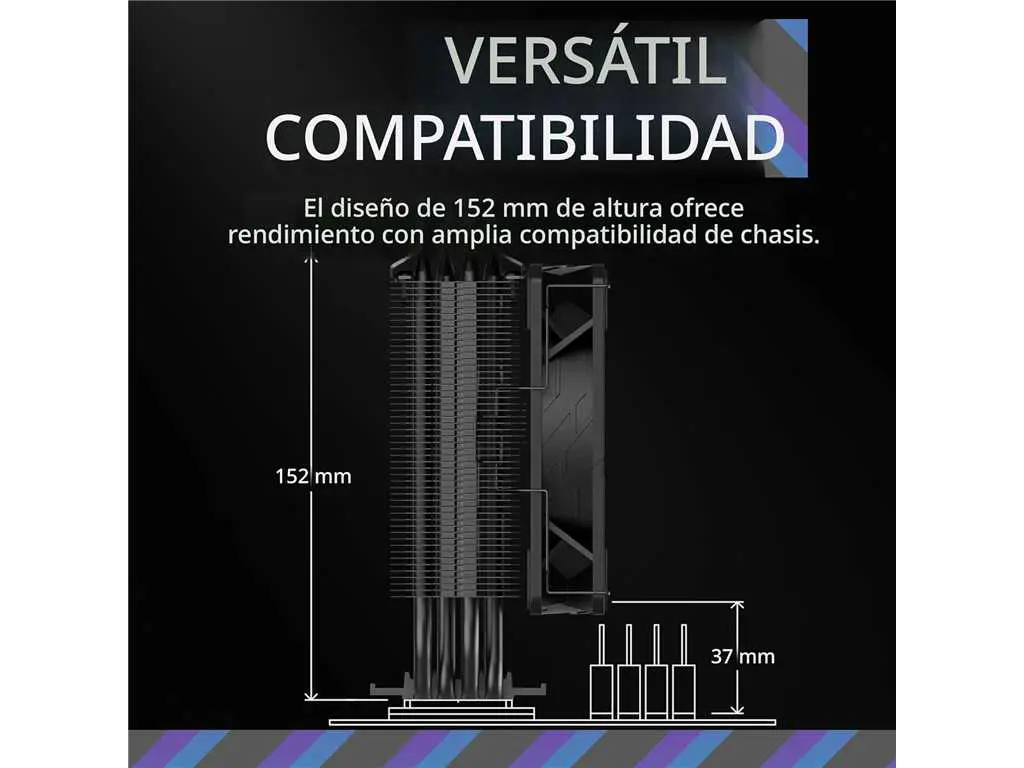 VERSÁTIL
COMPATIBILIDAD
El diseño de 152 mm de altura ofrece
rendimiento con amplia compatibilidad de chasis.
152 mm
37 mm